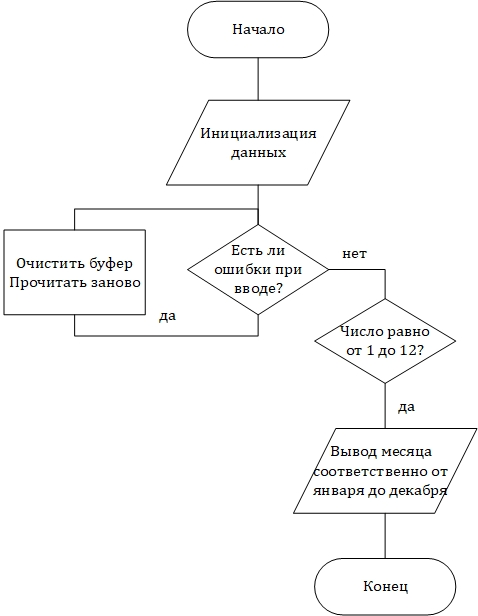 Начало
Инициализация
данных
Есть ли
ошибки при
вводе?
нет
Очистить буфер
Прочитать заново
да
Число равно
от 1 до 12?
да
Вывод месяца
соответственно от
января до декабря
Конец